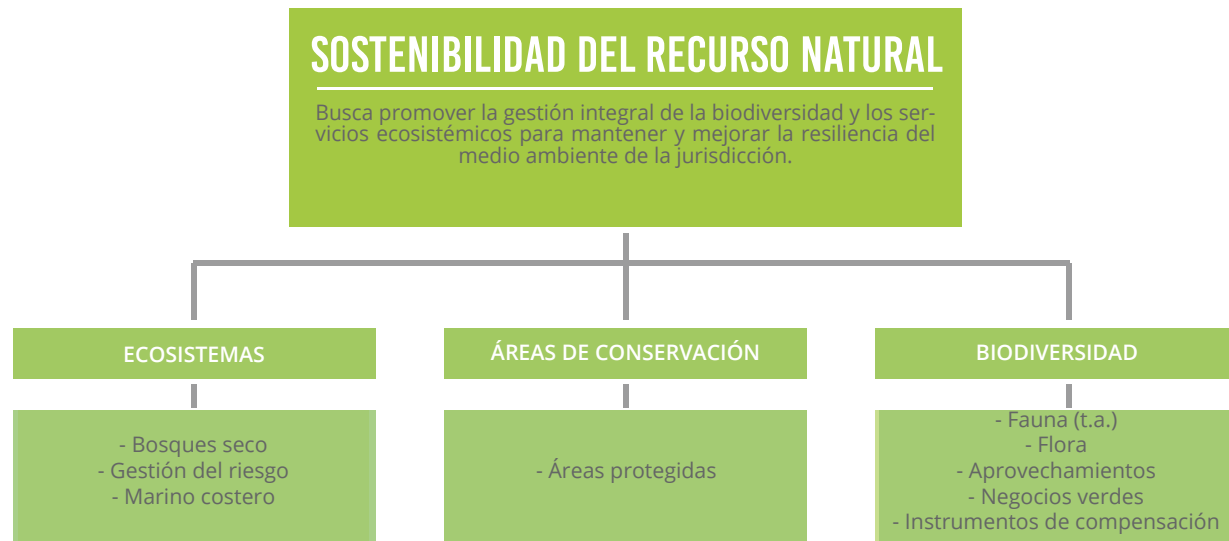 SOSTENIBILIDAD DEL RECURSO NATURAL
Busca promover la gestión integral de la biodiversidad y los ser-
vicios ecosistémicos para mantener y mejorar la resiliencia del
medio ambiente de la jurisdicción.
ECOSISTEMAS
- Bosques seco
- Gestión del riesgo
- Marino costero
ÁREAS DE CONSERVACIÓN
- Áreas protegidas
BIODIVERSIDAD
- Fauna (t.a.)
- Flora
- Aprovechamientos
- Negocios verdes
- Instrumentos de compensación